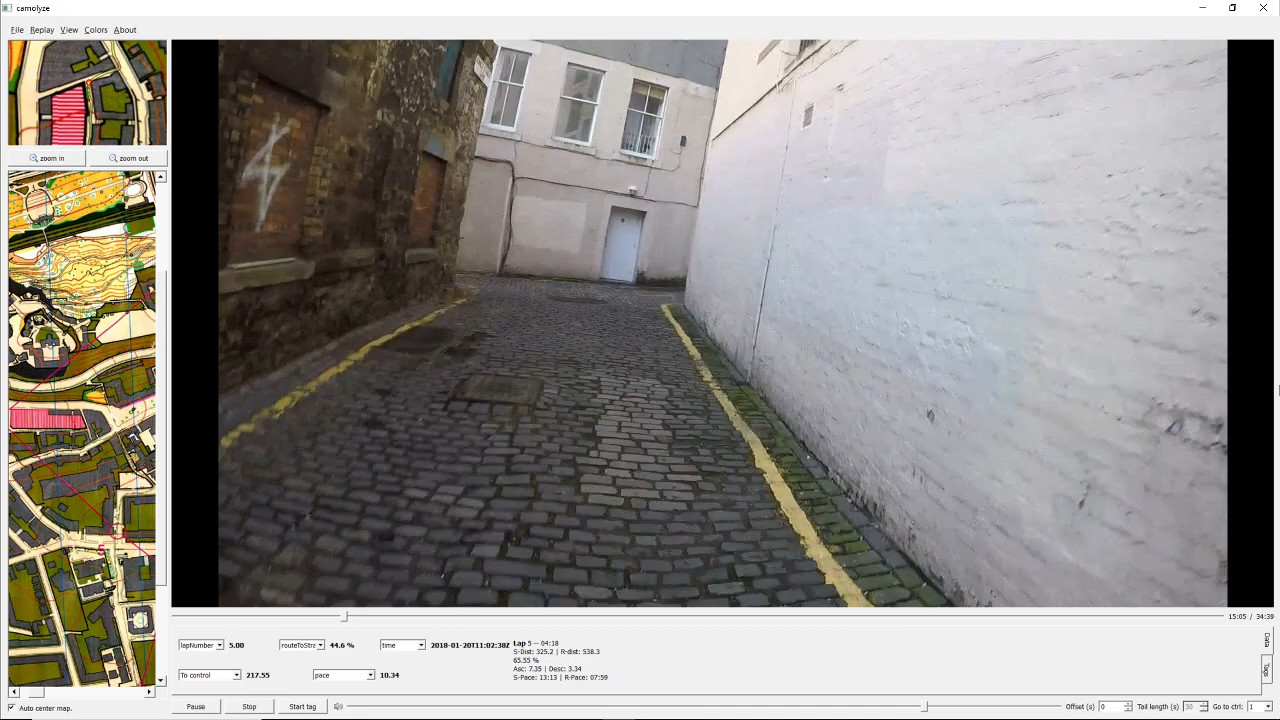 camolyze
File Replay View Colors About
zoom in zoom out
4
5
15:05 / 34:39
lapNumber 5.00 routeToStra 44.6 % time 2018-01-20T11:02:38Z
To control 217.55 pace 10.34
Lap 5 -- 04:18
S-Dist: 325.2 | R-dist: 538.3
65.55 %
Asc: 7.35 | Desc: 3.34
S-Pace: 13:13 | R-Pace: 07:59
Data
Tags
Auto center map.
Pause Stop Start tag
Offset (s) 0 Tail length (s) 30 Go to ctrl: 1